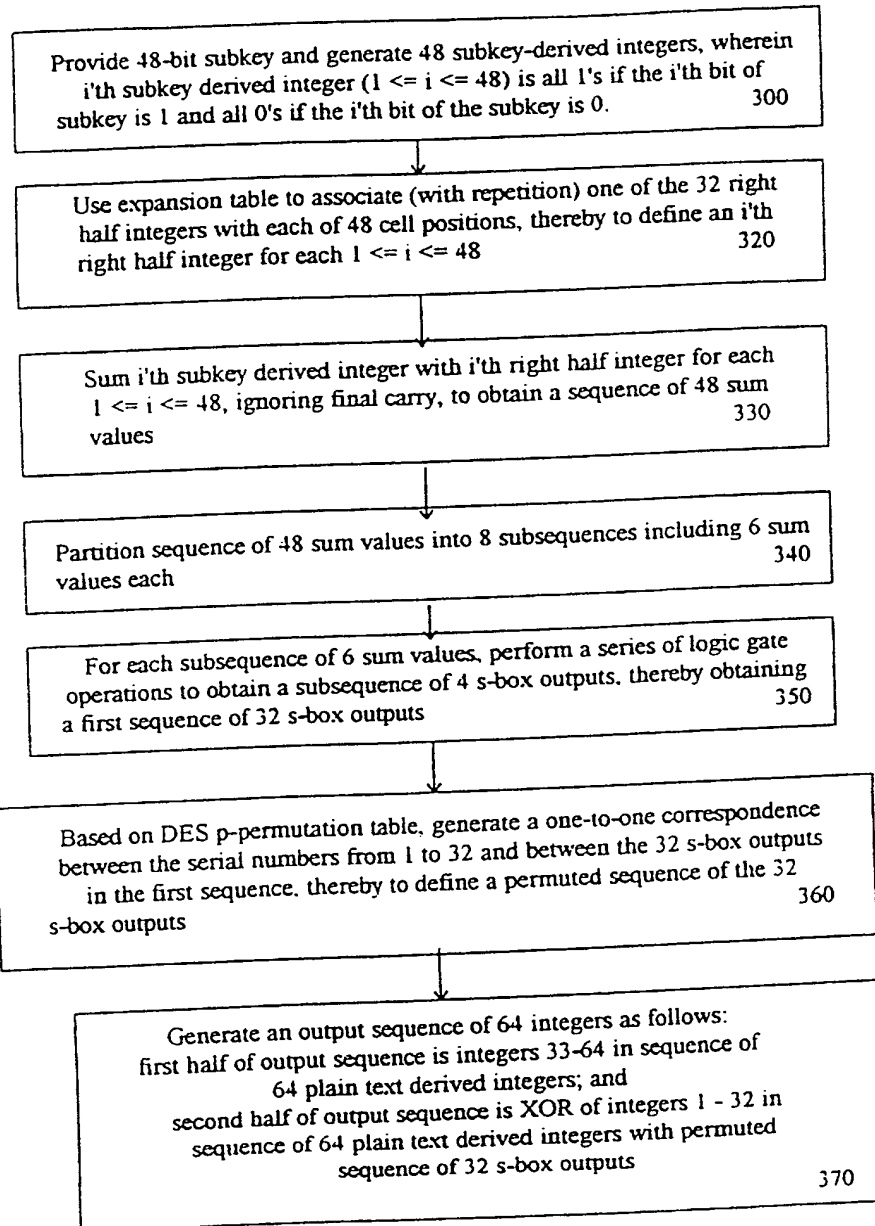 Provide 48-bit subkey and generate 48 subkey-derived integers, wherein
i'th subkey derived integer (1 <= i <= 48) is all 1's if the i'th bit of
subkey is 1 and all 0's if the i'th bit of the subkey is 0.
300
Use expansion table to associate (with repetition) one of the 32 right
half integers with each of 48 cell positions, thereby to define an i'th
right half integer for each 1 <= i <= 48
320
Sum i'th subkey derived integer with i'th right half integer for each
1 <= i <= 48, ignoring final carry, to obtain a sequence of 48 sum
values
330
Partition sequence of 48 sum values into 8 subsequences including 6 sum
values each
340
For each subsequence of 6 sum values, perform a series of logic gate
operations to obtain a subsequence of 4 s-box outputs. thereby obtaining
a first sequence of 32 s-box outputs
350
Based on DES p-permutation table, generate a one-to-one correspondence
between the serial numbers from 1 to 32 and between the 32 s-box outputs
in the first sequence. thereby to define a permuted sequence of the 32
s-box outputs
360
Generate an output sequence of 64 integers as follows:
first half of output sequence is integers 33-64 in sequence of
64 plain text derived integers; and
second half of output sequence is XOR of integers 1 - 32 in
sequence of 64 plain text derived integers with permuted
sequence of 32 s-box outputs
370